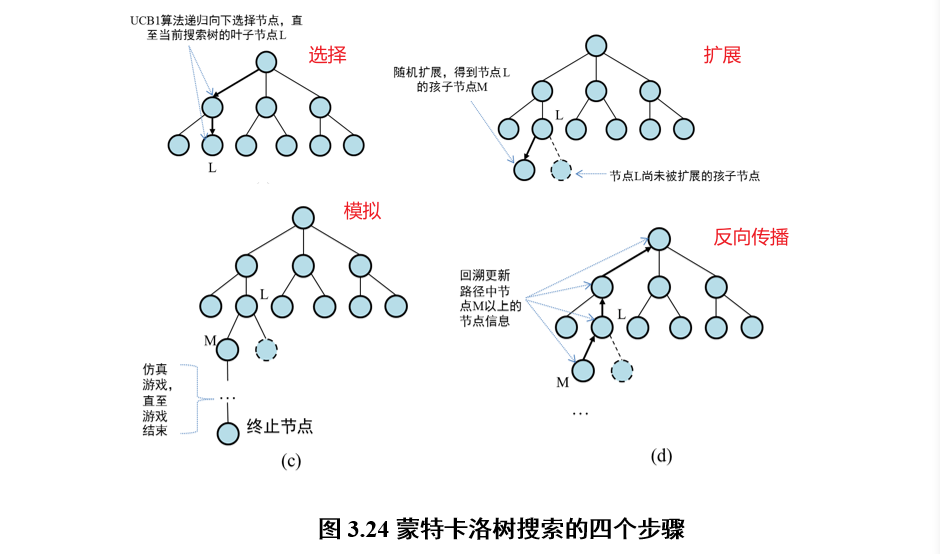 UCB1算法递归向下选择节点，直
至当前搜索树的叶子节点L
选择
L
随机扩展，得到节点L
的孩子节点M
扩展
L
节点L尚未被扩展的孩子节点
模拟
L
M
仿真
游戏，
直至
游戏
结束
…
终止节点
(c)
反向传播
回溯更新
路径中节
点M以上的
节点信息
L
M
…
(d)
图 3.24 蒙特卡洛树搜索的四个步骤